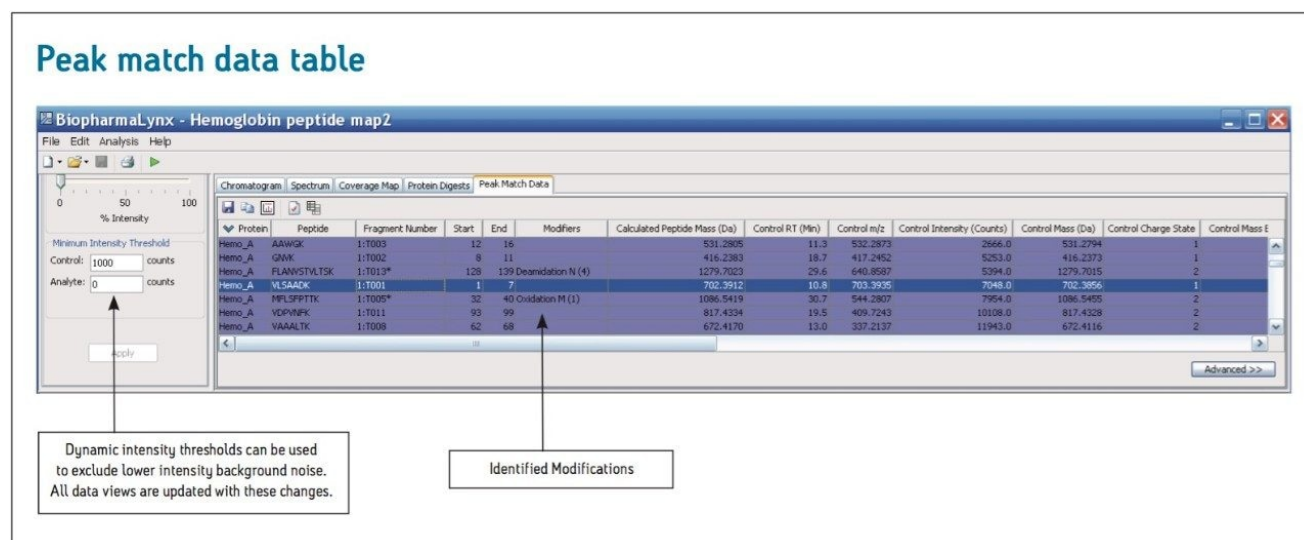 Peak match data table
BiopharmaLynx - Hemoglobin peptide map2
File Edit Analysis Help
0 50 100
% Intensity
Minimum Intensity Threshold
Control: 1000 counts
Analyte: 0 counts
Apply
Chromatogram Spectrum Coverage Map Protein Digests Peak Match Data
Protein Peptide Fragment Number Start End Modifiers Calculated Peptide Mass (Da) Control RT (Min) Control m/z Control Intensity (Counts) Control Mass (Da) Control Charge State Control Mass E
Hemo_A AAWGK 1:T003 12 16 531.2805 11.3 532.2873 2666.0 531.2794 1
Hemo_A GNVK 1:T002 8 11 416.2383 18.7 417.2452 5253.0 416.2373 1
Hemo_A FLANVSTVLTSK 1:T013* 128 139 Deamidation N (4) 1279.7023 29.6 640.8587 5394.0 1279.7015 2
Hemo_A VLSAADK 1:T001 1 7 702.3912 10.8 703.3935 7048.0 702.3856 1
Hemo_A MFLSFPTTK 1:T005* 32 40 Oxidation M (1) 1086.5419 30.7 544.2807 7954.0 1086.5455 2
Hemo_A VDPVNFK 1:T011 93 99 817.4334 19.5 409.7243 10108.0 817.4328 2
Hemo_A VAAALTK 1:T008 62 68 672.4170 13.0 337.2137 11943.0 672.4116 2
Advanced >>
Dynamic intensity thresholds can be used
to exclude lower intensity background noise.
All data views are updated with these changes.
Identified Modifications